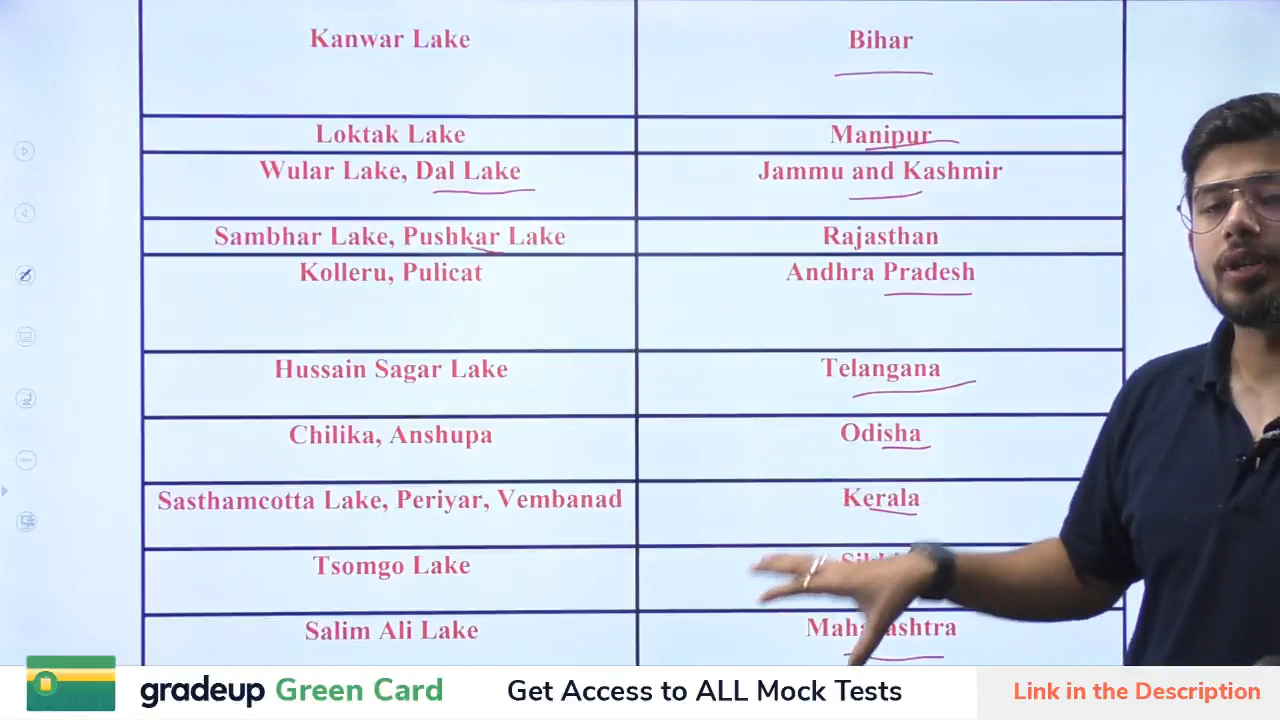 Kanwar Lake Bihar
Loktak Lake Manipur
Wular Lake, Dal Lake Jammu and Kashmir
Sambhar Lake, Pushkar Lake Rajasthan
Kolleru, Pulicat Andhra Pradesh
Hussain Sagar Lake Telangana
Chilika, Anshupa Odisha
Sasthamcotta Lake, Periyar, Vembanad Kerala
Tsomgo Lake
Salim Ali Lake Maharashtra
gradeup Green Card Get Access to ALL Mock Tests Link in the Description